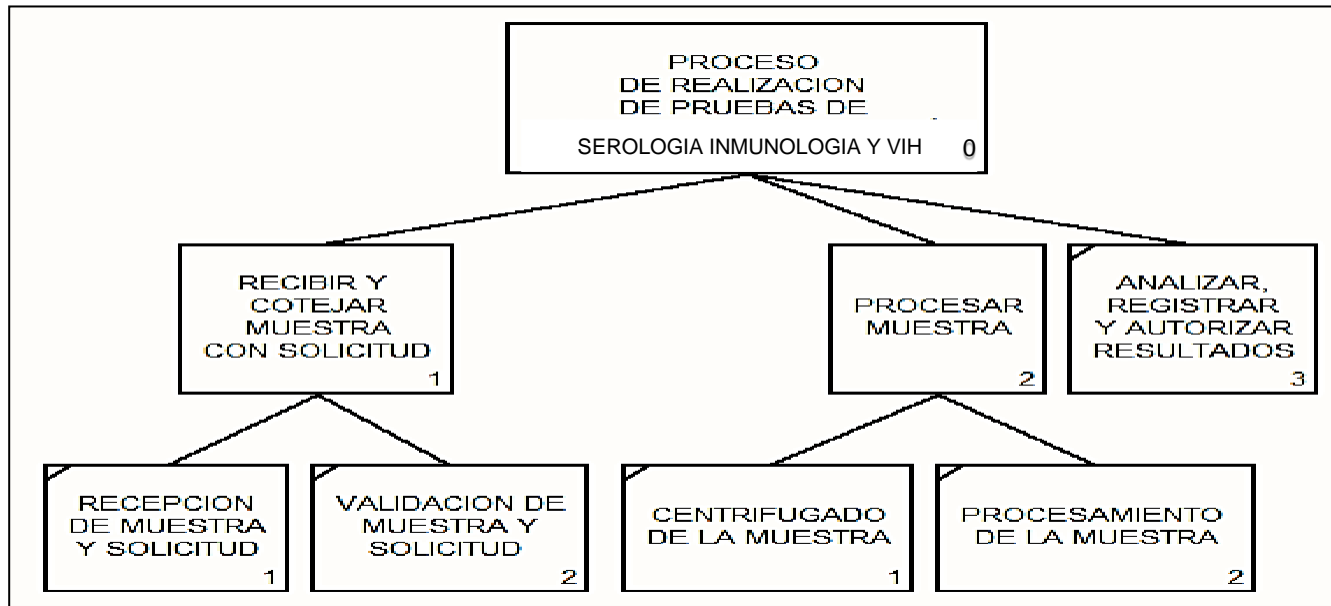 PROCESO
DE REALIZACION
DE PRUEBAS DE
SEROLOGIA INMUNOLOGIA Y VIH 0
RECIBIR Y
COTEJAR
MUESTRA
CON SOLICITUD
1
PROCESAR
MUESTRA
2
ANALIZAR,
REGISTRAR
Y AUTORIZAR
RESULTADOS
3
RECEPCION
DE MUESTRA
Y SOLICITUD
1
VALIDACION DE
MUESTRA Y
SOLICITUD
2
CENTRIFUGADO
DE LA MUESTRA
1
PROCESAMIENTO
DE LA MUESTRA
2